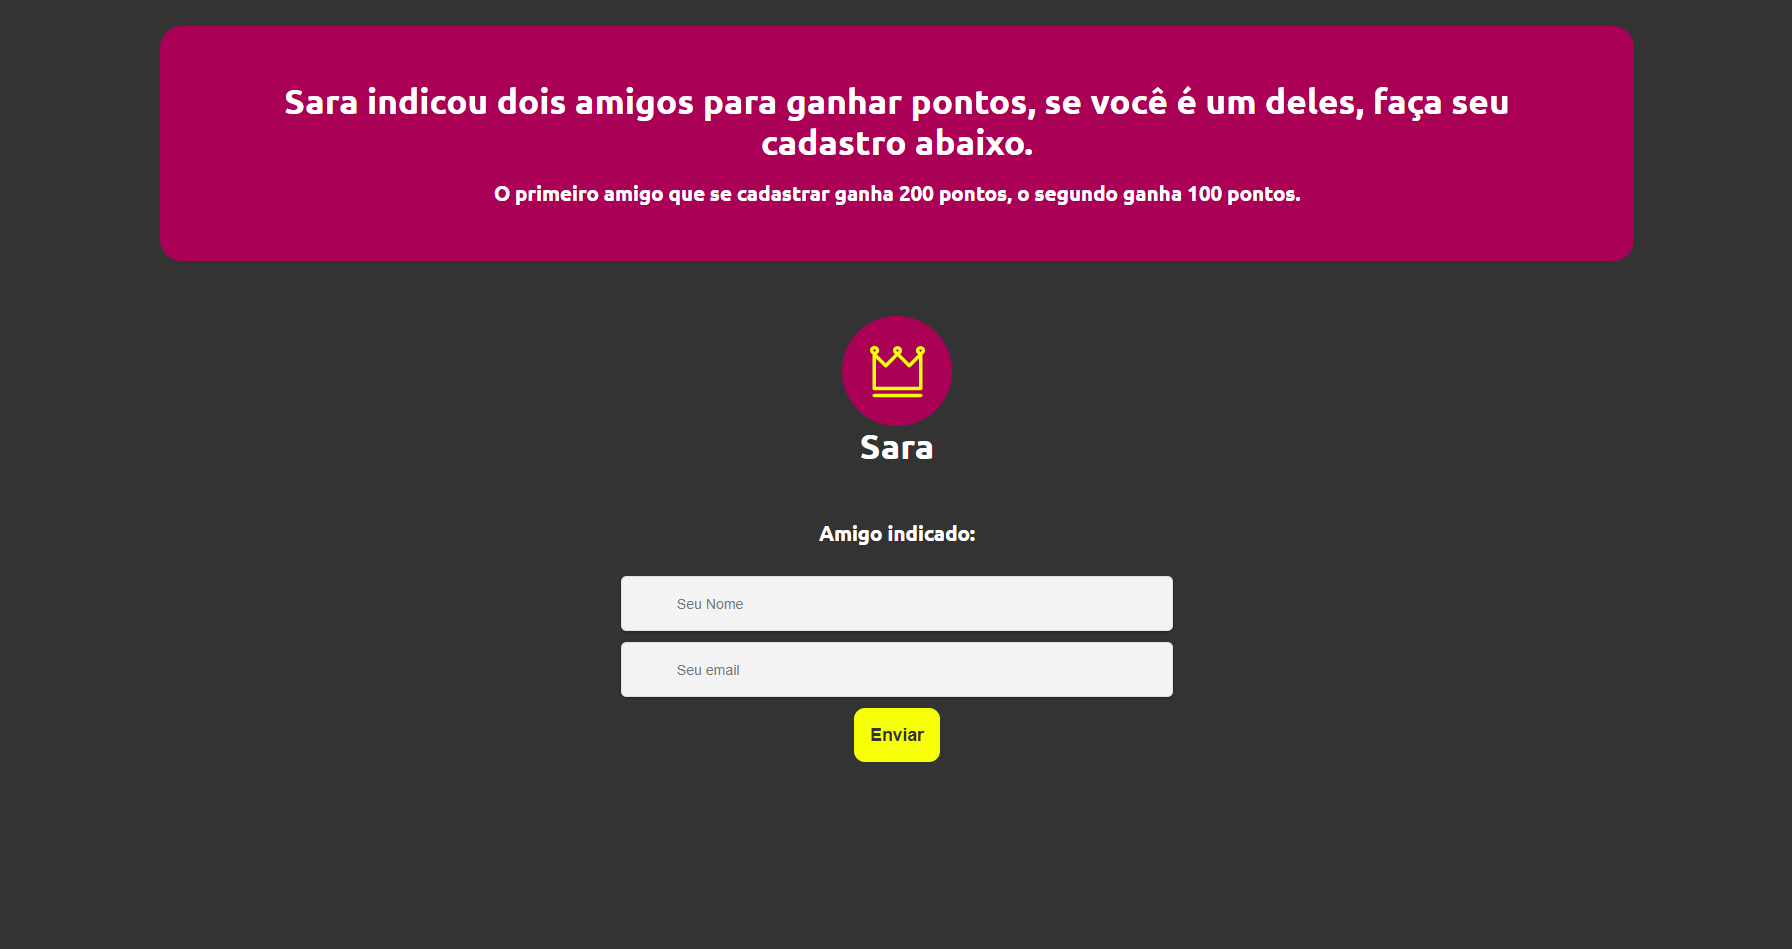 Sara indicou dois amigos para ganhar pontos, se você é um deles, faça seu
cadastro abaixo.
O primeiro amigo que se cadastrar ganha 200 pontos, o segundo ganha 100 pontos.
Sara
Amigo indicado:
Seu Nome
Seu email
Enviar